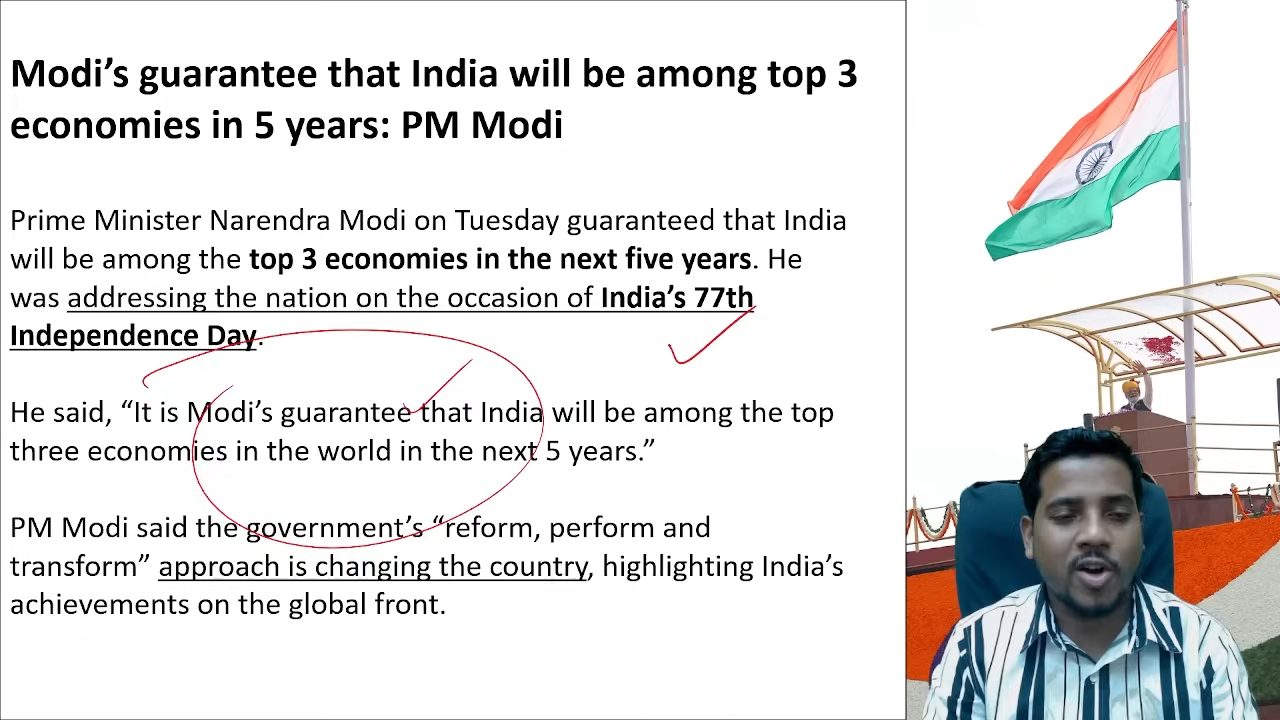 Modi’s guarantee that India will be among top 3
economies in 5 years: PM Modi
Prime Minister Narendra Modi on Tuesday guaranteed that India
will be among the top 3 economies in the next five years. He
was addressing the nation on the occasion of India’s 77th
Independence Day.
He said, “It is Modi’s guarantee that India will be among the top
three economies in the world in the next 5 years.”
PM Modi said the government’s “reform, perform and
transform” approach is changing the country, highlighting India’s
achievements on the global front.